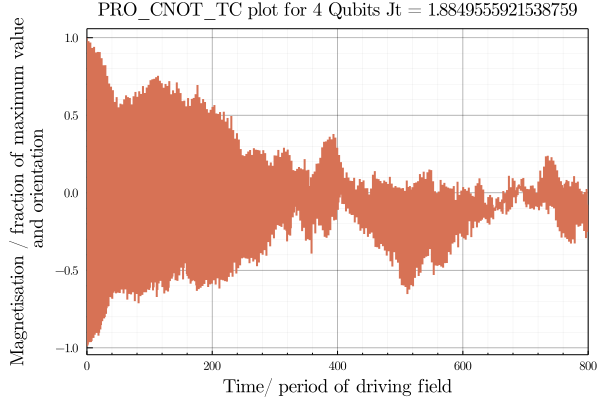 PRO_CNOT_TC plot for 4 Qubits Jt = 1.8849555921538759
Magnetisation / fraction of maximum value
and orientation
1.0
0.5
0.0
−0.5
−1.0
0 200 400 600 800
Time/ period of driving field